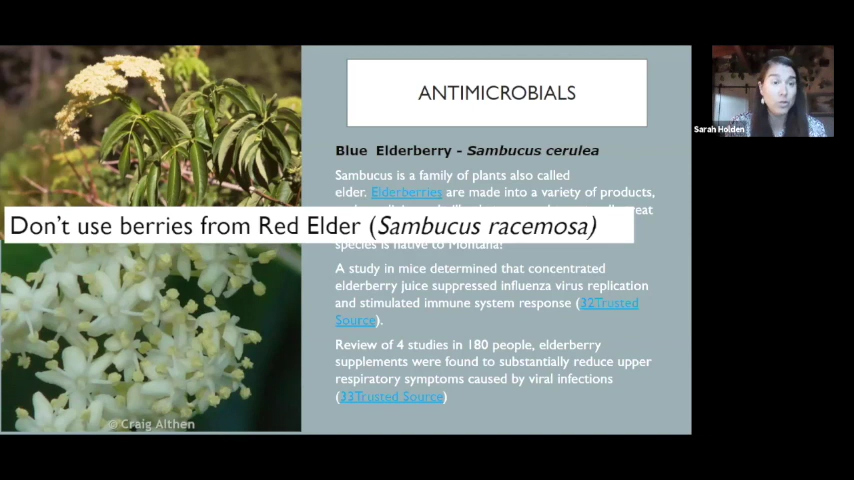 ANTIMICROBIALS
Sarah Holden
Blue Elderberry - Sambucus cerulea
Sambucus is a family of plants also called
elder. Elderberries are made into a variety of products,
Don't use berries from Red Elder (Sambucus racemosa)
species is native to Montana!
A study in mice determined that concentrated
elderberry juice suppressed influenza virus replication
and stimulated immune system response (32Trusted
Source).
Review of 4 studies in 180 people, elderberry
supplements were found to substantially reduce upper
respiratory symptoms caused by viral infections
(33Trusted Source)
© Craig Althen